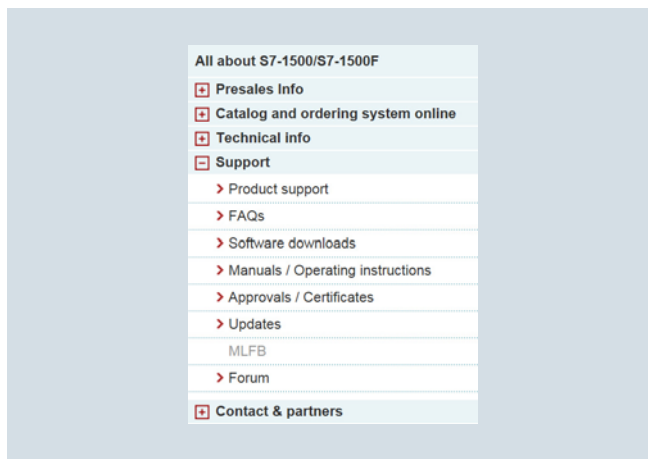 All about S7-1500/S7-1500F
Presales Info
Catalog and ordering system online
Technical info
Support
Product support
FAQs
Software downloads
Manuals / Operating instructions
Approvals / Certificates
Updates
MLFB
Forum
Contact & partners